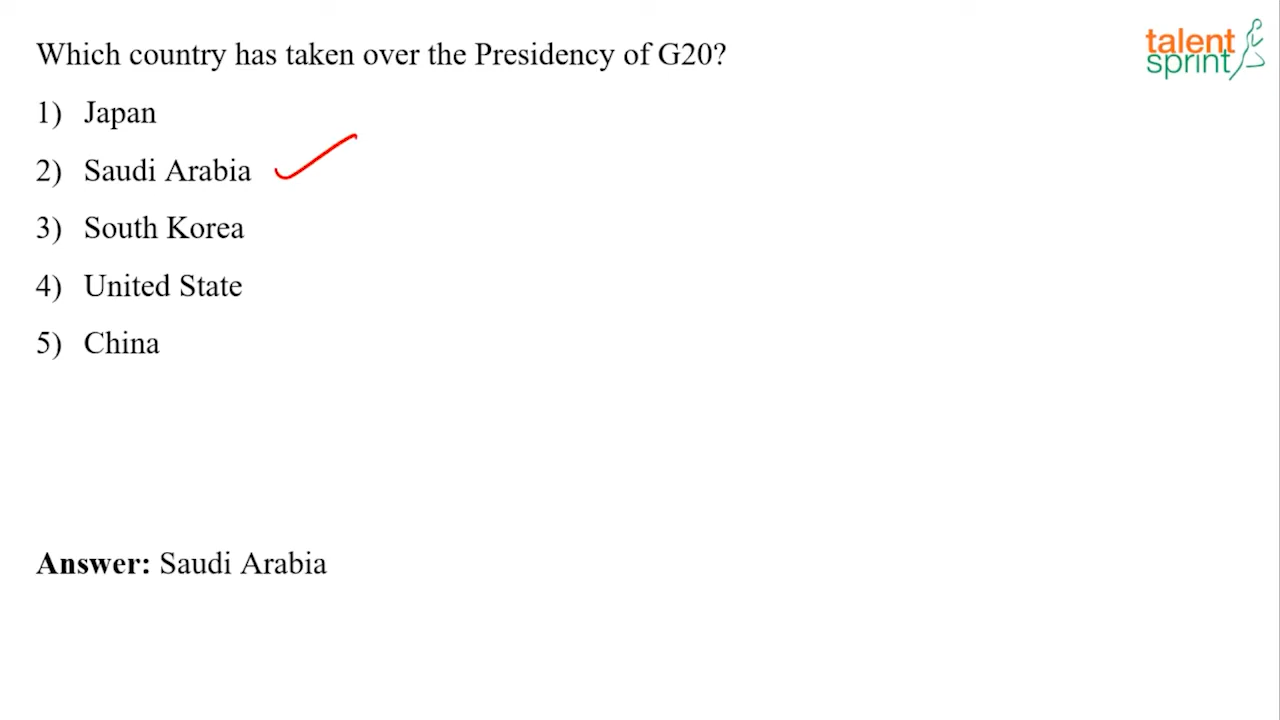 Which country has taken over the Presidency of G20?
talent
sprint
1) Japan
2) Saudi Arabia
3) South Korea
4) United State
5) China
Answer: Saudi Arabia